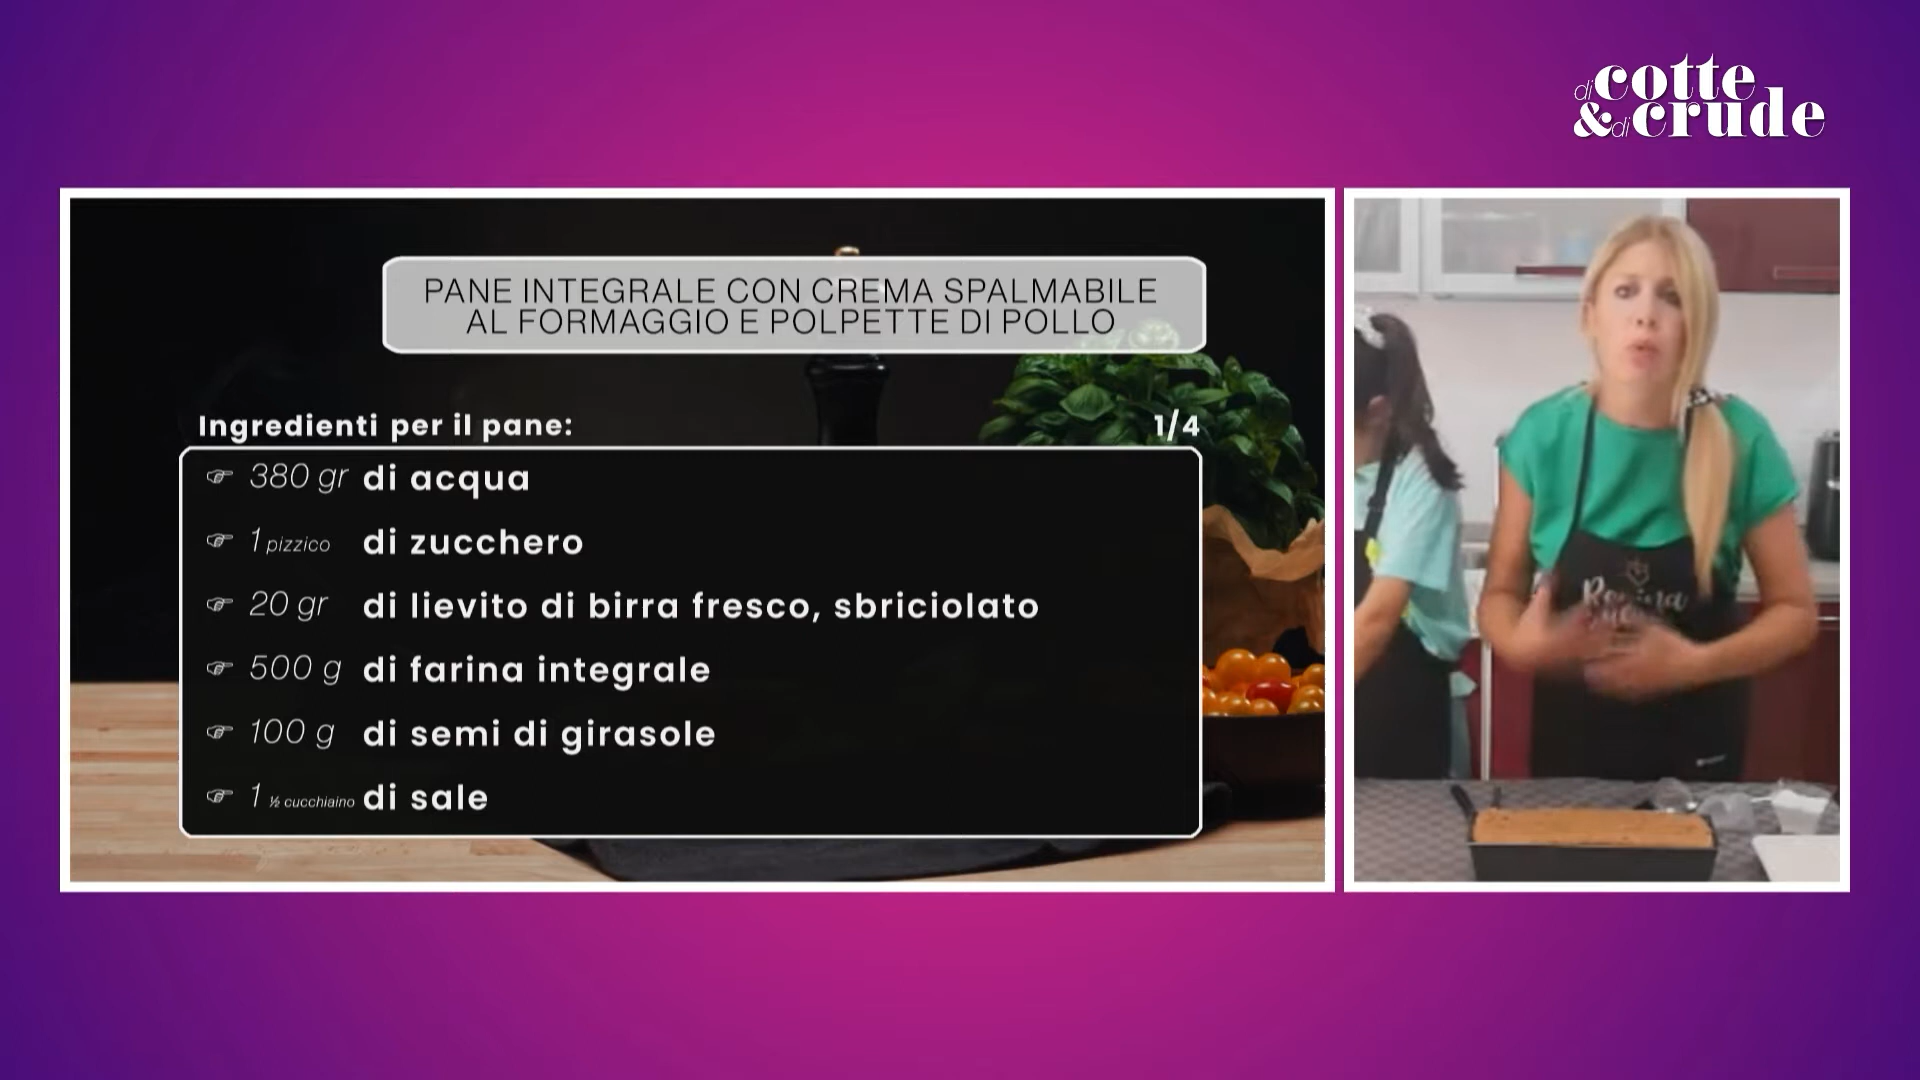 di cotte
& di crude
PANE INTEGRALE CON CREMA SPALMABILE
AL FORMAGGIO E POLPETTE DI POLLO
Ingredienti per il pane:
1/4
☞ 380 gr di acqua
☞ 1 pizzico di zucchero
☞ 20 gr di lievito di birra fresco, sbriciolato
☞ 500 g di farina integrale
☞ 100 g di semi di girasole
☞ 1 ½ cucchiaino di sale